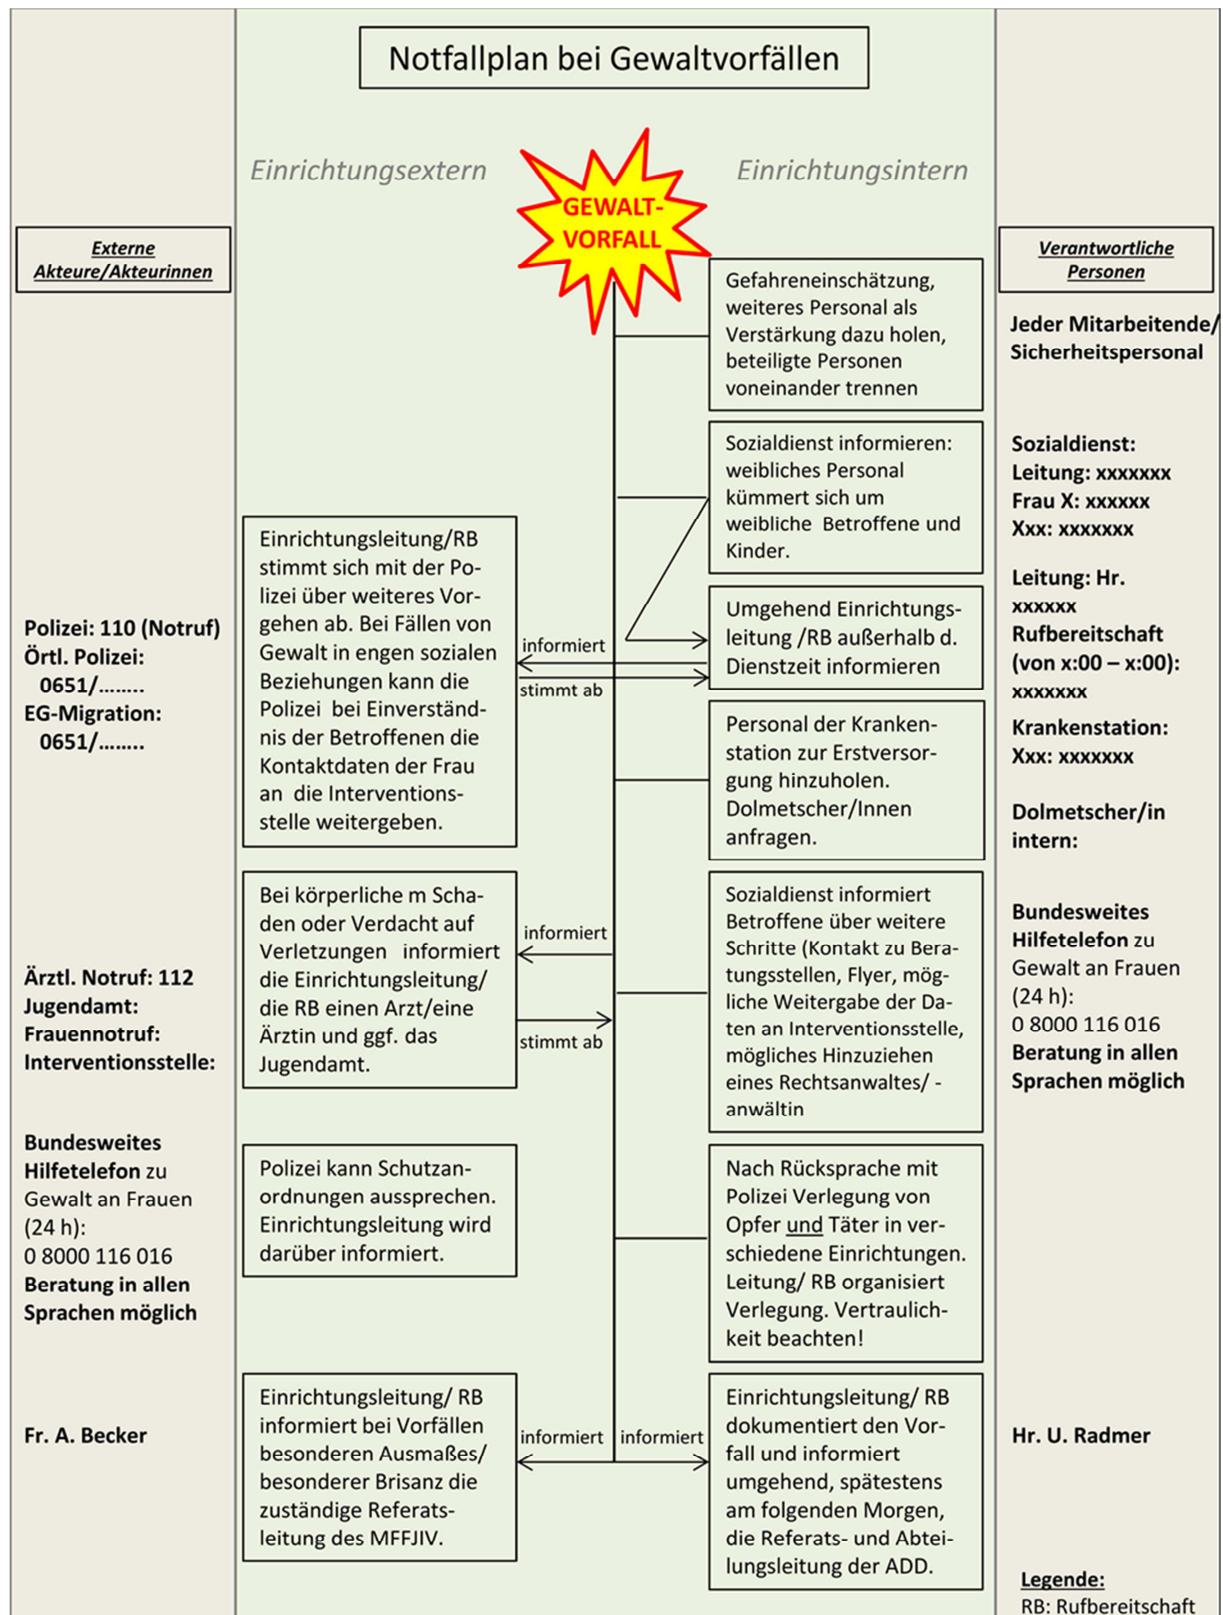 Notfallplan bei Gewaltvorfällen
Einrichtungsextern
Einrichtungsintern
GEWALT-
VORFALL
Externe
Akteure/Akteurinnen
Verantwortliche
Personen
Gefahreneinschätzung,
weiteres Personal als
Verstärkung dazu holen,
beteiligte Personen
voneinander trennen
Jeder Mitarbeitende/
Sicherheitspersonal
Sozialdienst informieren:
weibliches Personal
kümmert sich um
weibliche Betroffene und
Kinder.
Sozialdienst:
Leitung: xxxxxxx
Frau X: xxxxxx
Xxx: xxxxxxx
Polizei: 110 (Notruf)
Örtl. Polizei:
0651/........
EG-Migration:
0651/........
Einrichtungsleitung/RB
stimmt sich mit der Po-
lizei über weiteres Vor-
gehen ab. Bei Fällen von
Gewalt in engen sozialen
Beziehungen kann die
Polizei bei Einverständ-
nis der Betroffenen die
Kontaktdaten der Frau
an die Interventions-
stelle weitergeben.
informiert
stimmt ab
Umgehend Einrichtungs-
leitung /RB außerhalb d.
Dienstzeit informieren
Leitung: Hr.
xxxxxx
Rufbereitschaft
(von x:00 – x:00):
xxxxxxx
Personal der Kranken-
station zur Erstversor-
gung hinzuholen.
Dolmetscher/Innen
anfragen.
Krankenstation:
Xxx: xxxxxxx
Dolmetscher/in
intern:
Ärztl. Notruf: 112
Jugendamt:
Frauennotruf:
Interventionsstelle:
Bei körperliche m Scha-
den oder Verdacht auf
Verletzungen informiert
die Einrichtungsleitung/
die RB einen Arzt/eine
Ärztin und ggf. das
Jugendamt.
informiert
stimmt ab
Sozialdienst informiert
Betroffene über weitere
Schritte (Kontakt zu Bera-
tungsstellen, Flyer, mög-
liche Weitergabe der Da-
ten an Interventionsstelle,
mögliches Hinzuziehen
eines Rechtsanwaltes/ -
anwältin
Bundesweites
Hilfetelefon zu
Gewalt an Frauen
(24 h):
0 8000 116 016
Beratung in allen
Sprachen möglich
Bundesweites
Hilfetelefon zu
Gewalt an Frauen
(24 h):
0 8000 116 016
Beratung in allen
Sprachen möglich
Polizei kann Schutzan-
ordnungen aussprechen.
Einrichtungsleitung wird
darüber informiert.
Nach Rücksprache mit
Polizei Verlegung von
Opfer und Täter in ver-
schiedene Einrichtungen.
Leitung/ RB organisiert
Verlegung. Vertraulich-
keit beachten!
Fr. A. Becker
Einrichtungsleitung/ RB
informiert bei Vorfällen
besonderen Ausmaßes/
besonderer Brisanz die
zuständige Referats-
leitung des MFFJIV.
informiert
informiert
Einrichtungsleitung/ RB
dokumentiert den Vor-
fall und informiert
umgehend, spätestens
am folgenden Morgen,
die Referats- und Abtei-
lungsleitung der ADD.
Hr. U. Radmer
Legende:
RB: Rufbereitschaft